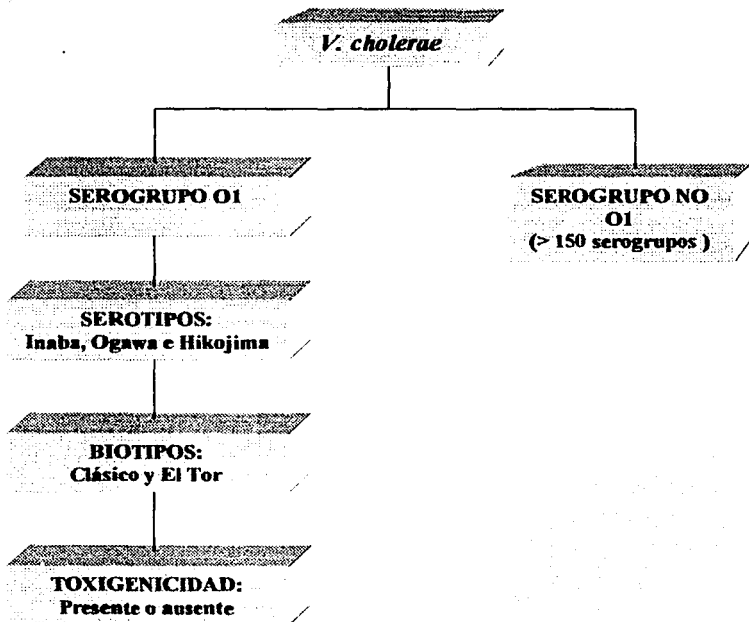 V. cholerae
SEROGRUPO O1
SEROGRUPO NO
O1
(> 150 serogrupos )
SEROTIPOS:
Inaba, Ogawa e Hikojima
BIOTIPOS:
Clásico y El Tor
TOXIGENICIDAD:
Presente o ausente